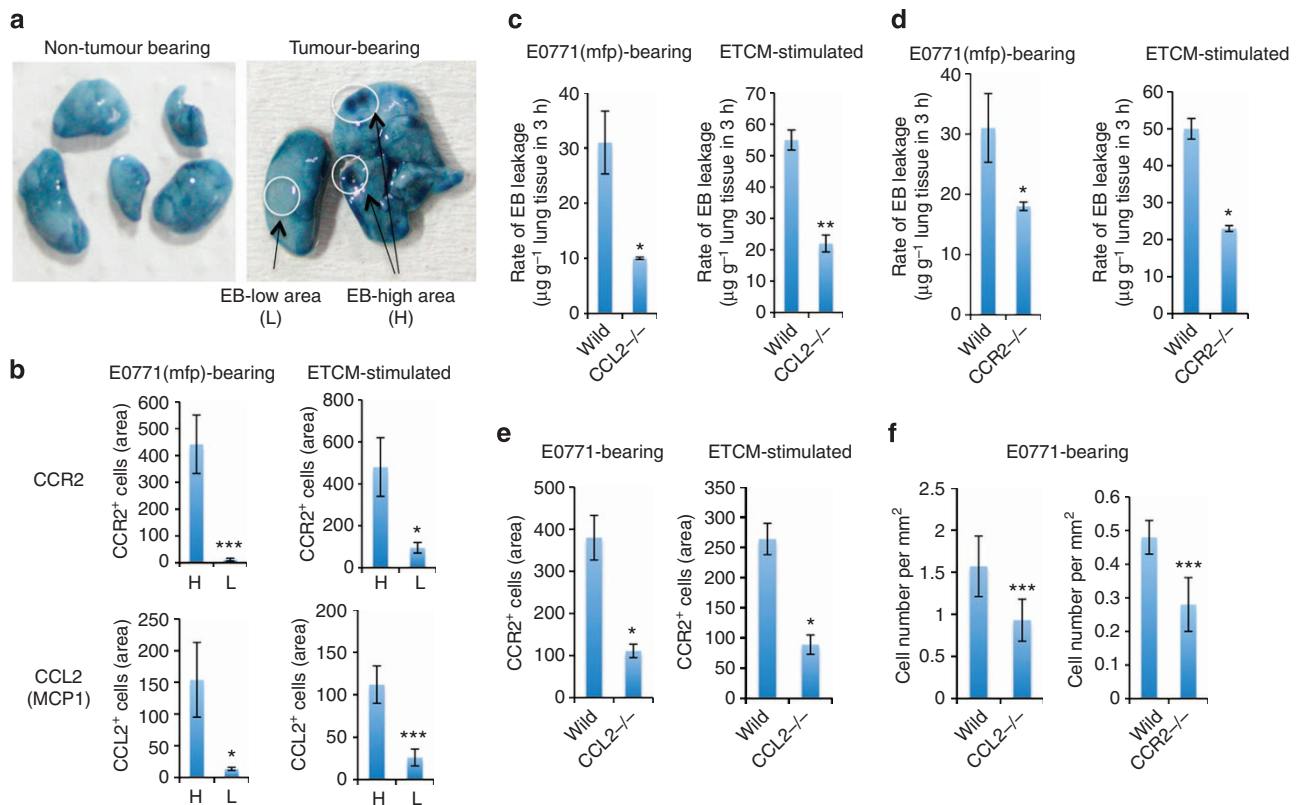 a
Non-tumour bearing
Tumour-bearing
EB-low area
(L)
EB-high area
(H)
b
E0771(mfp)-bearing
ETCM-stimulated
CCR2
CCR2+ cells (area)
600
500
400
300
200
100
0
***
H
L
CCR2+ cells (area)
800
600
400
200
0
*
H
L
CCL2
(MCP1)
CCL2+ cells (area)
250
200
150
100
50
0
*
H
L
CCL2+ cells (area)
200
150
100
50
0
***
H
L
c
E0771(mfp)-bearing
Rate of EB leakage
(μg g–1 lung tissue in 3 h)
40
30
20
10
0
*
Wild
CCL2–/–
ETCM-stimulated
Rate of EB leakage
(μg g–1 lung tissue in 3 h)
70
60
50
40
30
20
10
0
**
Wild
CCL2–/–
d
E0771(mfp)-bearing
Rate of EB leakage
(μg g–1 lung tissue in 3 h)
40
30
20
10
0
*
Wild
CCR2–/–
ETCM-stimulated
Rate of EB leakage
(μg g–1 lung tissue in 3 h)
60
50
40
30
20
10
0
*
Wild
CCR2–/–
e
E0771-bearing
CCR2+ cells (area)
500
400
300
200
100
0
*
Wild
CCL2–/–
ETCM-stimulated
CCR2+ cells (area)
350
300
250
200
150
100
50
0
*
Wild
CCL2–/–
f
E0771-bearing
Cell number per mm2
2.5
2
1.5
1
0.5
0
***
Wild
CCL2–/–
Cell number per mm2
0.6
0.5
0.4
0.3
0.2
0.1
0
***
Wild
CCR2–/–